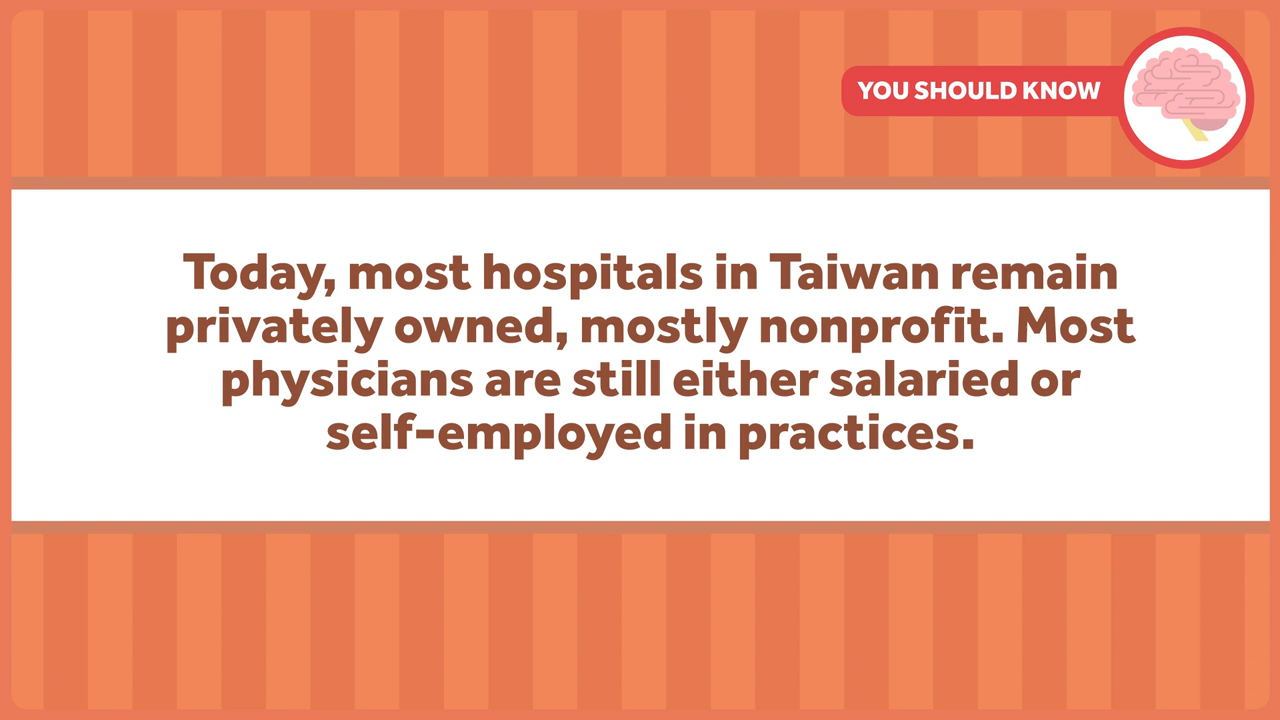 YOU SHOULD KNOW
Today, most hospitals in Taiwan remain
privately owned, mostly nonprofit. Most
physicians are still either salaried or
self-employed in practices.